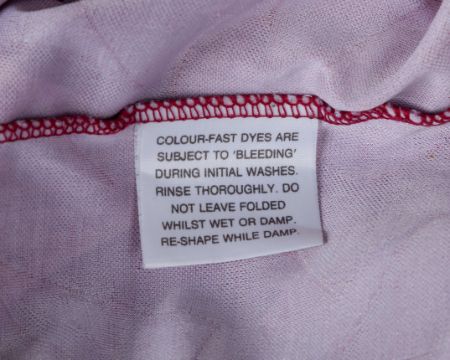 COLOUR-FAST DYES ARE
SUBJECT TO 'BLEEDING'
DURING INITIAL WASHES.
RINSE THOROUGHLY. DO
NOT LEAVE FOLDED
WHILST WET OR DAMP.
RE-SHAPE WHILE DAMP.